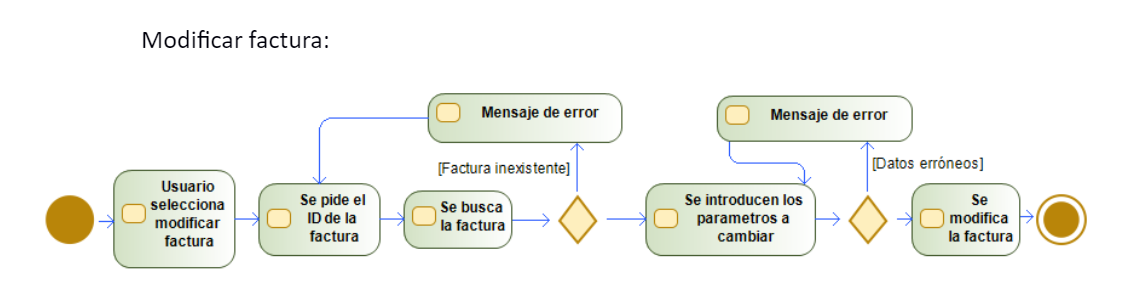 Modificar factura:
Mensaje de error
Mensaje de error
[Factura inexistente]
[Datos erróneos]
Usuario
selecciona
modificar
factura
Se pide el
ID de la
factura
Se busca
la factura
Se introducen los
parametros a
cambiar
Se
modifica
la factura